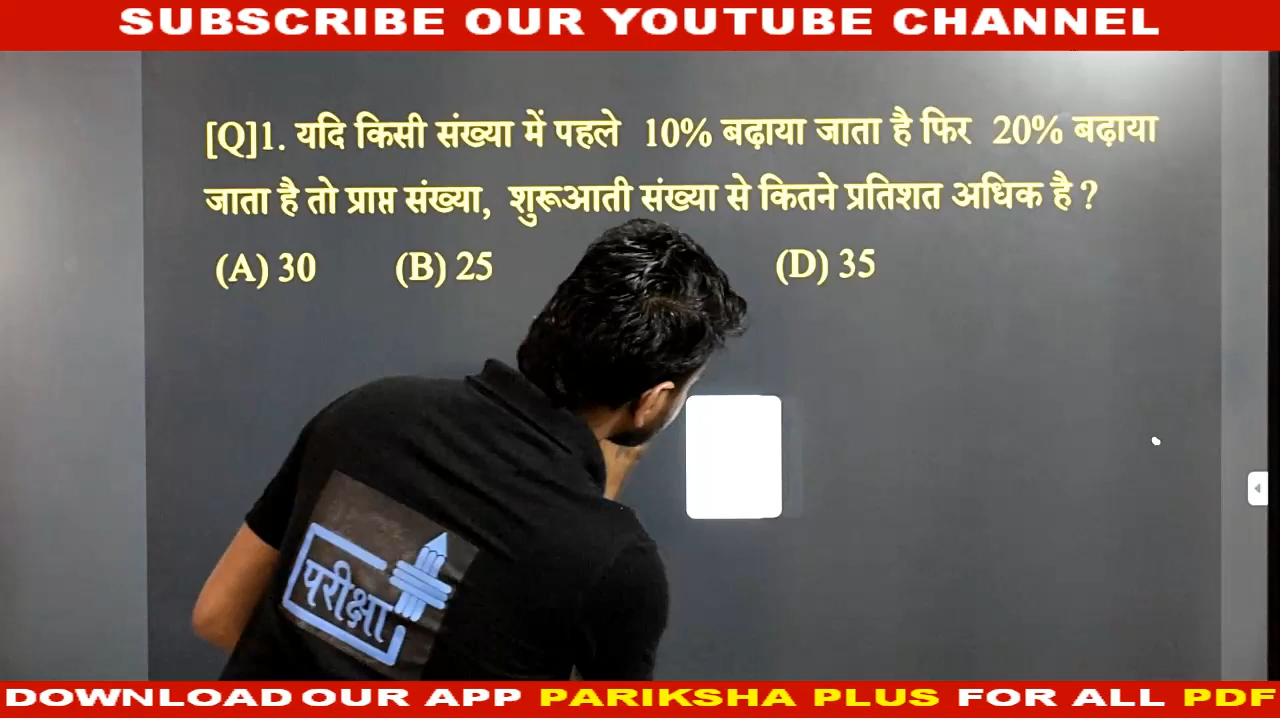 SUBSCRIBE OUR YOUTUBE CHANNEL
[Q]1. यदि किसी संख्या में पहले 10% बढ़ाया जाता है फिर 20% बढ़ाया
जाता है तो प्राप्त संख्या, शुरूआती संख्या से कितने प्रतिशत अधिक है ?
(A) 30 (B) 25 (D) 35
परीक्षा
DOWNLOAD OUR APP PARIKSHA PLUS FOR ALL PDF